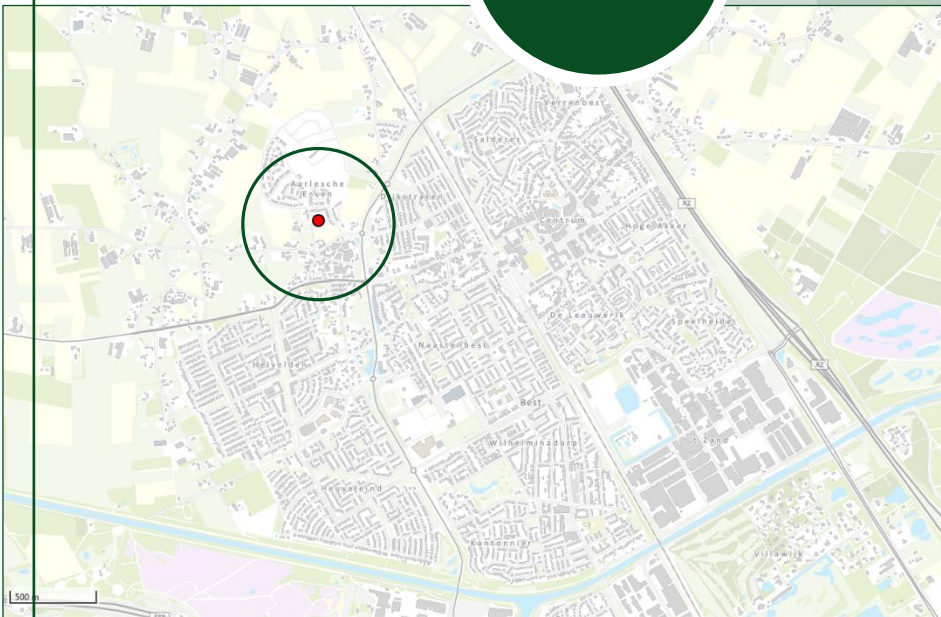 Verrenbest
Salderes
Aarlesche
Erven
Dijkstraten
A2
Centrum
Hoge Akker
De Leeuwerik
Speelheide
Naastenbest
Heivelden
A2
Best
't Zand
Wilhelminadorp
Heuveleind
Kantonnier
Villawijk
500 m